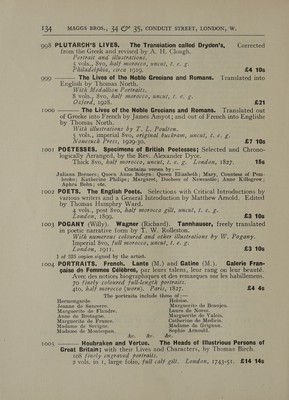 134 MAGGS BROS., 34 & 35, CONDUIT STREET, LONDON, W.
998 PLUTARCH'S LIVES. The Translation called Dryden's. Corrected
from the Greek and revised by A. H. Clough.
Portrait and illustrations.
5 vols., 8vo, half morocco, uncut, t. e. g.
Philadelphia, circa 1925. £4 10s
999 ——— The Lives of the Noble Grecians and Romans. Translated into
English by Thomas North.
With Medallion Portraits.
8 vols., 8vo, half morocco, uncut, t. e. g.
Oxford, 1928. £21
1000 ——— The Lives of the Noble Grecians and Romans. Translated out
of Greeke into French by James Amyot; and out of French into Englishe
by Thomas North.
With illustrations by T. L. Poulton.
5 vols., imperial 8vo, original buckram, uncut, t. e. g.
Nonesuch Press, 1929-30. £7 10s
1001 POETESSES. Specimens of British Poetesses; Selected and Chrono-
logically Arranged, by the Rev. Alexander Dyce.
Thick 8vo, half morocco, uncut, t. e. g. London, 1827. 15s
Contains verses by:—
Juliana Berners; Queen Anne Boleyn; Queen Elizabeth; Mary, Countess of Pem-
broke; Katherine Philips; Margaret, Duchess of Newcastle; Anne Killigrew;
Aphra Behn; etc.
1002 POETS. The English Poets. Selections with Critical Introductions by
various writers and a General Introduction by Matthew Arnold. Edited
by Thomas Humphry Ward.
4 vols., post 8vo, half morocco gilt, uncut, t. e. g.
London, 1899. £3 10s
1003 POGANY (Willy). Wagner (Richard). Tannhauser, freely translated
in poetic narrative form by T. W. Rolleston.
With numerous coloured and other illustrations by W. Pogany.
Imperial 8vo, full morocco, uncut, t. e. g.
London, 1911. £3 10s
1 of 525 copies signed by the artist.
1004 PORTRAITS, French. Lanté (M.) and Gatine (M.). Galerie Fran-
çaise de Femmes Célèbres, par leurs talens, leur rang ou leur beauté.
Avec des notices biographiques et des remarques sur les habillemens.
70 finely coloured full-length portraits.
4to, half morocco (worn). Paris, 1827. £4 4s
The portraits include those of—
Hermengarde.
Jeanne de Sancerre.
Marguerite de Flandre.
Anne de Bretagne.
Marguerite de France.
Madame de Sevigne.
Madame de Montespan.
Heloise.
Marguerite de Beaujeu.
Laure de Noves.
Marguerite de Valois.
Catherine de Medicis.
Madame de Grignan.
Sophie Arnould.
&c. &c. &c.
1005 ——— Houbraken and Vertue. The Heads of Illustrious Persons of
Great Britain; with their Lives and Characters, by Thomas Birch.
108 finely engraved portraits.
2 vols. in 1, large folio, full calf gilt. London, 1743-51. £14 14s